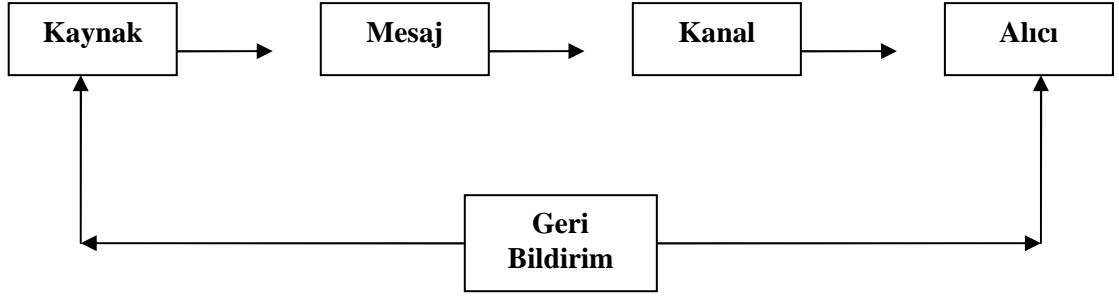 Kaynak
Mesaj
Kanal
Alıcı
Geri
Bildirim